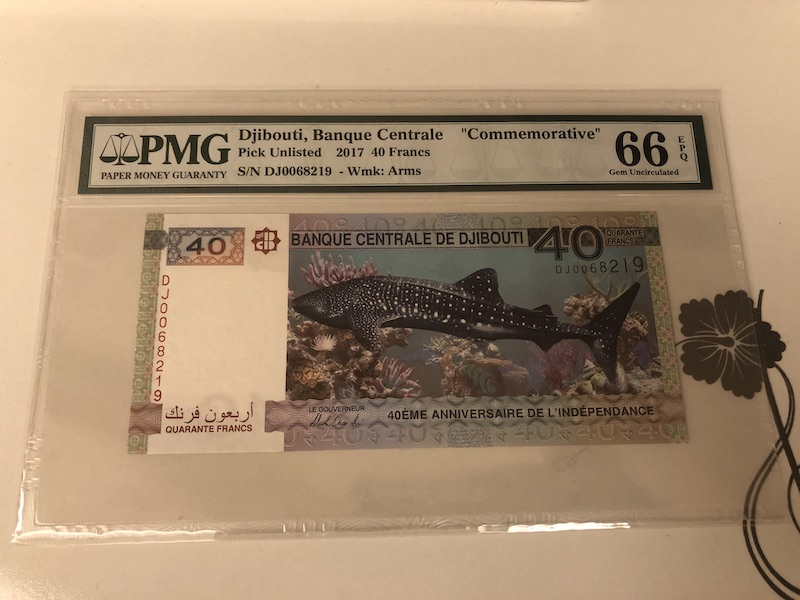 PMG
PAPER MONEY GUARANTY
Djibouti, Banque Centrale "Commemorative"
Pick Unlisted 2017 40 Francs
S/N DJ0068219 - Wmk: Arms
66
EPQ
Gem Uncirculated
40
BANQUE CENTRALE DE DJIBOUTI
40
QUARANTE
FRANCS
DJ0068219
DJ0068219
أربعون فرنك
QUARANTE FRANCS
LE GOUVERNEUR
40ÈME ANNIVERSAIRE DE L'INDÉPENDANCE